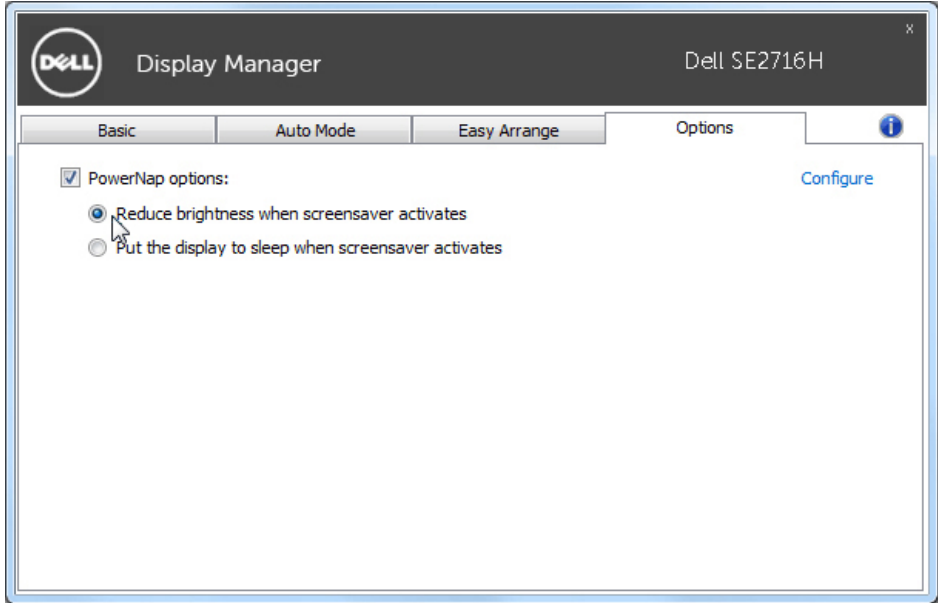 x
DELL
Display Manager
Dell SE2716H
Basic
Auto Mode
Easy Arrange
Options
i
PowerNap options:
Configure
Reduce brightness when screensaver activates
Put the display to sleep when screensaver activates